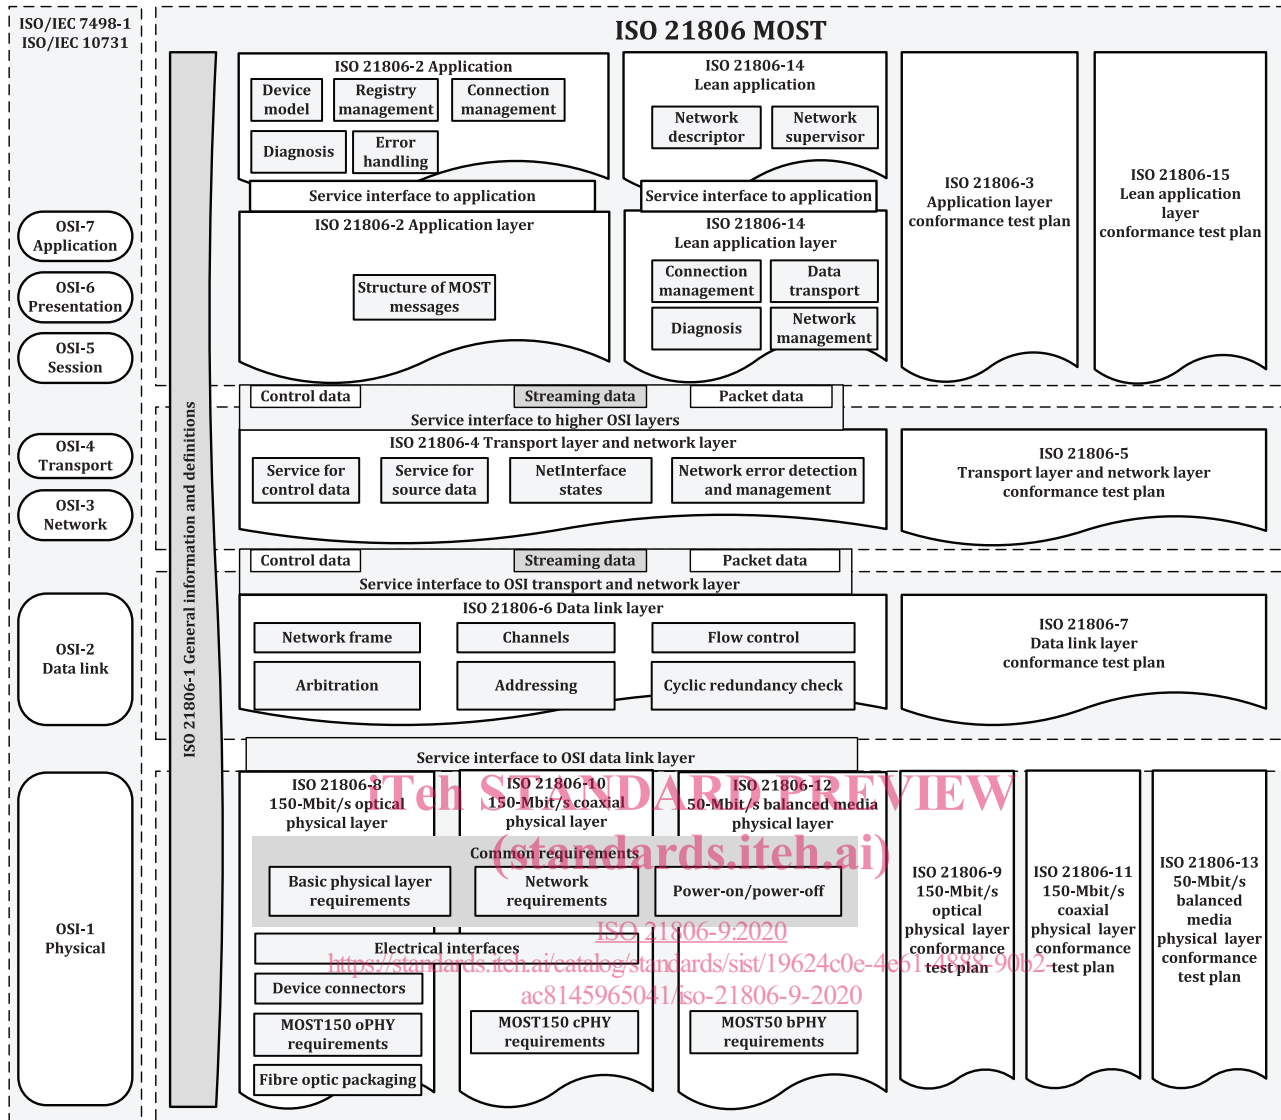 ISO/IEC 7498-1
ISO/IEC 10731
ISO 21806 MOST
OSI-7
Application
OSI-6
Presentation
OSI-5
Session
OSI-4
Transport
OSI-3
Network
OSI-2
Data link
OSI-1
Physical
ISO 21806-1 General information and definitions
ISO 21806-2 Application
Device
model
Registry
management
Connection
management
Diagnosis
Error
handling
Service interface to application
ISO 21806-2 Application layer
Structure of MOST
messages
ISO 21806-14
Lean application
Network
descriptor
Network
supervisor
Service interface to application
ISO 21806-14
Lean application layer
Connection
management
Data
transport
Diagnosis
Network
management
ISO 21806-3
Application layer
conformance test plan
ISO 21806-15
Lean application
layer
conformance test plan
Control data
Streaming data
Packet data
Service interface to higher OSI layers
ISO 21806-4 Transport layer and network layer
Service for
control data
Service for
source data
NetInterface
states
Network error detection
and management
ISO 21806-5
Transport layer and network layer
conformance test plan
Control data
Streaming data
Packet data
Service interface to OSI transport and network layer
ISO 21806-6 Data link layer
Network frame
Channels
Flow control
Arbitration
Addressing
Cyclic redundancy check
ISO 21806-7
Data link layer
conformance test plan
Service interface to OSI data link layer
ISO 21806-8
150-Mbit/s optical
physical layer
ISO 21806-10
150-Mbit/s coaxial
physical layer
ISO 21806-12
50-Mbit/s balanced media
physical layer
iTeh STANDARD PREVIEW
(standards.iteh.ai)
Common requirements
Basic physical layer
requirements
Network
requirements
Power-on/power-off
ISO 21806-9:2020
https://standards.iteh.ai/catalog/standards/sist/19624c0e-4e61-4888-90b2-
ac8145965041/iso-21806-9-2020
Electrical interfaces
Device connectors
MOST150 oPHY
requirements
Fibre optic packaging
MOST150 cPHY
requirements
MOST50 bPHY
requirements
ISO 21806-9
150-Mbit/s
optical
physical layer
conformance
test plan
ISO 21806-11
150-Mbit/s
coaxial
physical layer
conformance
test plan
ISO 21806-13
50-Mbit/s
balanced
media
physical layer
conformance
test plan